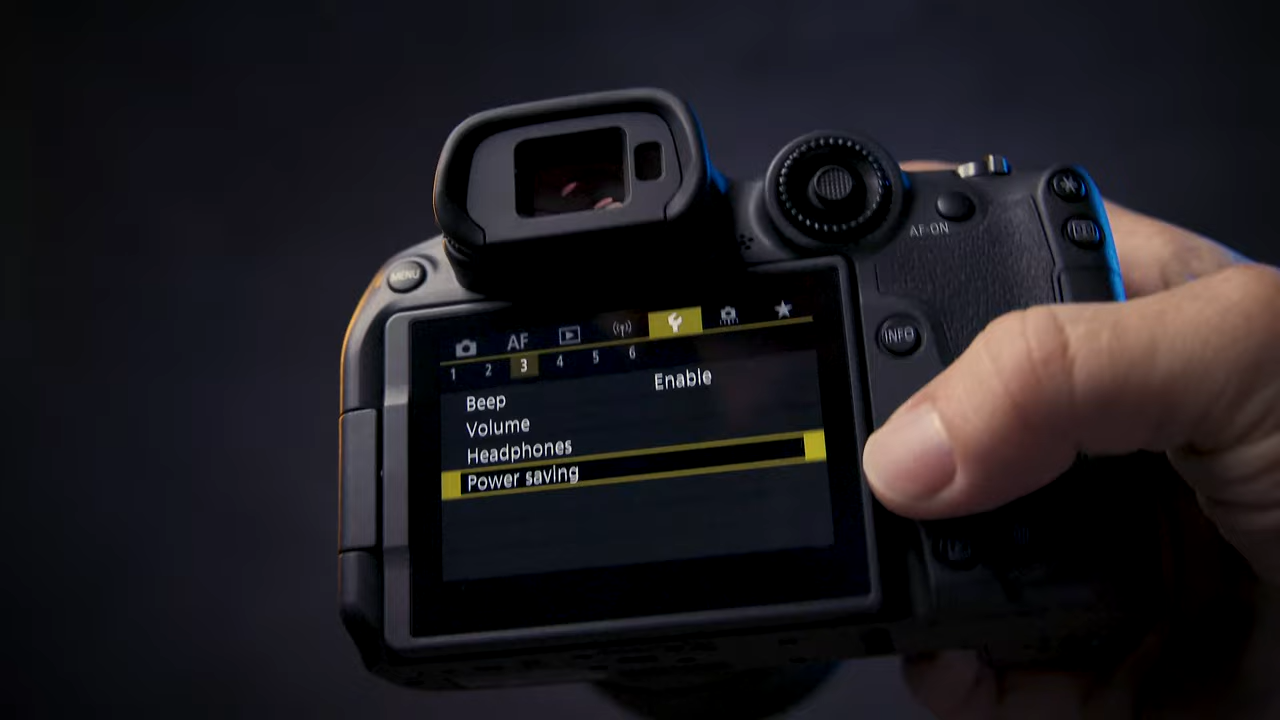 MENU
AF-ON
INFO
AF
1 2 3 4 5 6
Beep Enable
Volume
Headphones
Power saving